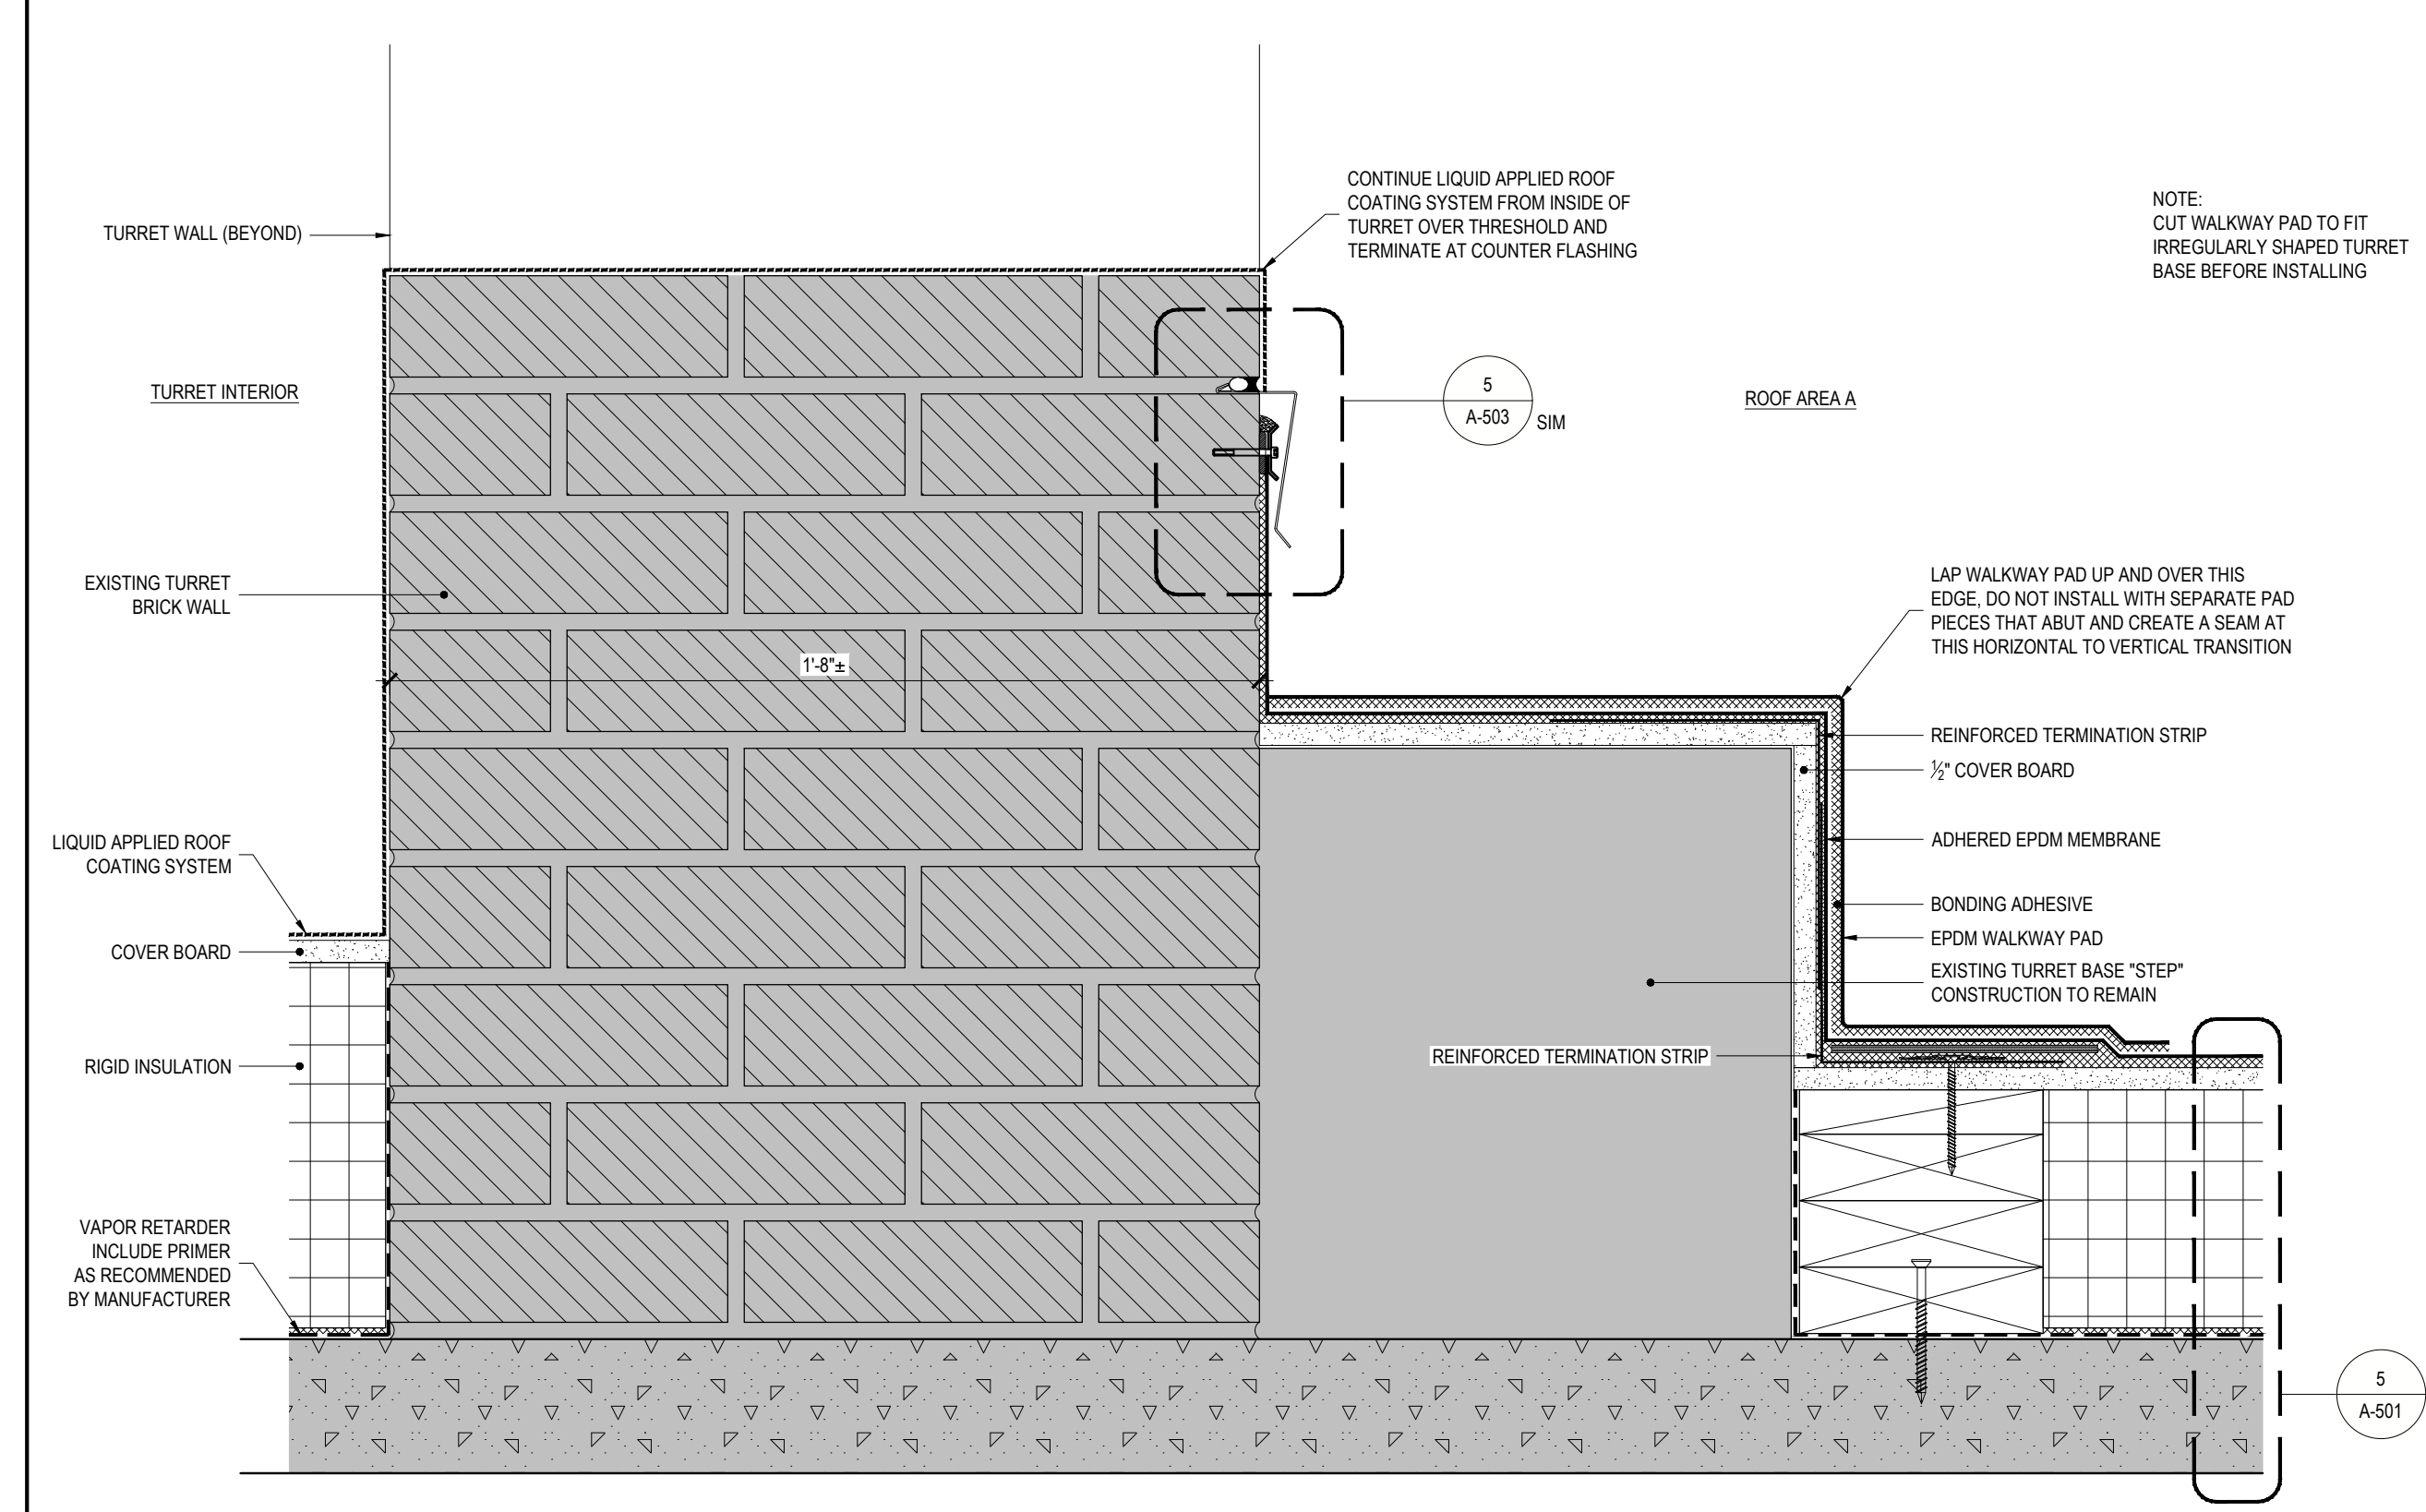 CONTINUE LIQUID APPLIED ROOF
COATING SYSTEM FROM INSIDE OF
TURRET OVER THRESHOLD AND
TERMINATE AT COUNTER FLASHING
NOTE:
CUT WALKWAY PAD TO FIT
IRREGULARLY SHAPED TURRET
BASE BEFORE INSTALLING
TURRET WALL (BEYOND)
TURRET INTERIOR
5
A-503
SIM
ROOF AREA A
EXISTING TURRET
BRICK WALL
LAP WALKWAY PAD UP AND OVER THIS
EDGE, DO NOT INSTALL WITH SEPARATE PAD
PIECES THAT ABUT AND CREATE A SEAM AT
THIS HORIZONTAL TO VERTICAL TRANSITION
1'-8"±
REINFORCED TERMINATION STRIP
½" COVER BOARD
ADHERED EPDM MEMBRANE
BONDING ADHESIVE
EPDM WALKWAY PAD
EXISTING TURRET BASE "STEP"
CONSTRUCTION TO REMAIN
LIQUID APPLIED ROOF
COATING SYSTEM
COVER BOARD
RIGID INSULATION
REINFORCED TERMINATION STRIP
VAPOR RETARDER
INCLUDE PRIMER
AS RECOMMENDED
BY MANUFACTURER
5
A-501